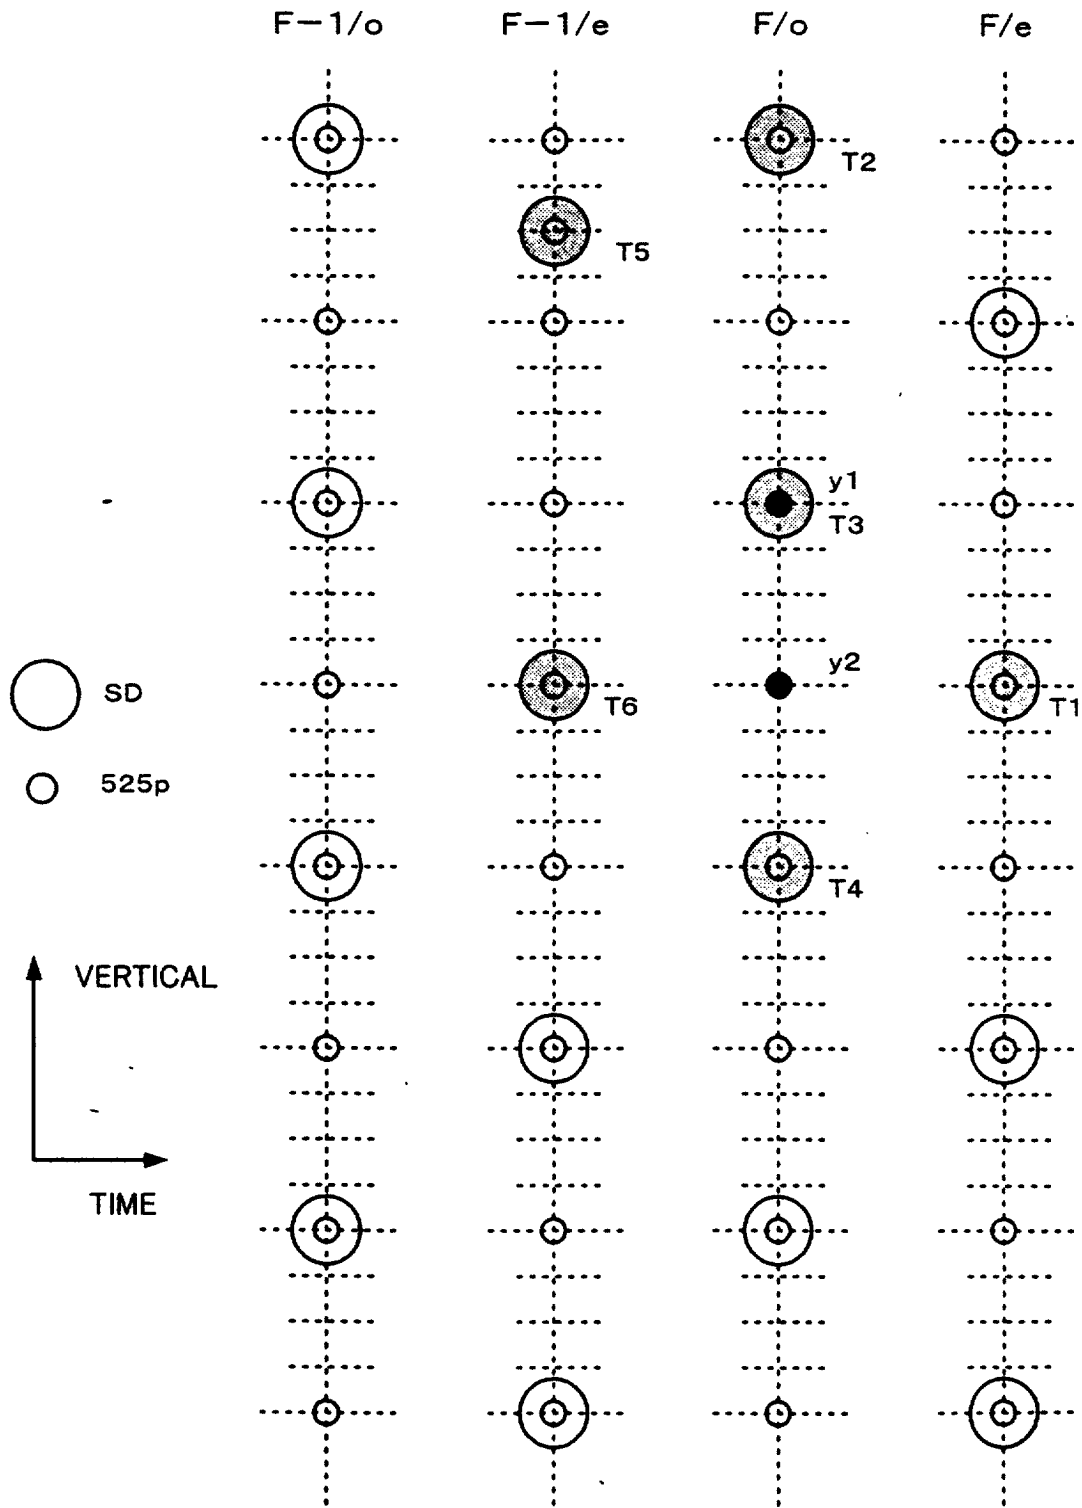 F-1/o F-1/e F/o F/e
T2
T5
y1
T3
y2
SD
T6
T1
525p
T4
VERTICAL
TIME